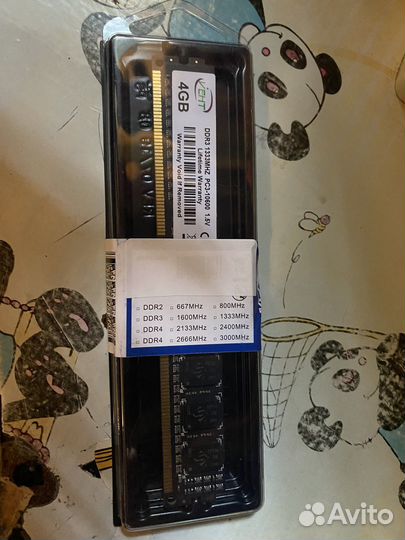 VEHT
4GB
DDR3 1333MHZ PC3-10600 1.5V
Lifetime Warranty
Warranty Void If Removed
DDR2 667MHz 800MHz
DDR3 1600MHz 1333MHz
DDR4 2133MHz 2400MHz
DDR4 2666MHz 3000MHz
Avito